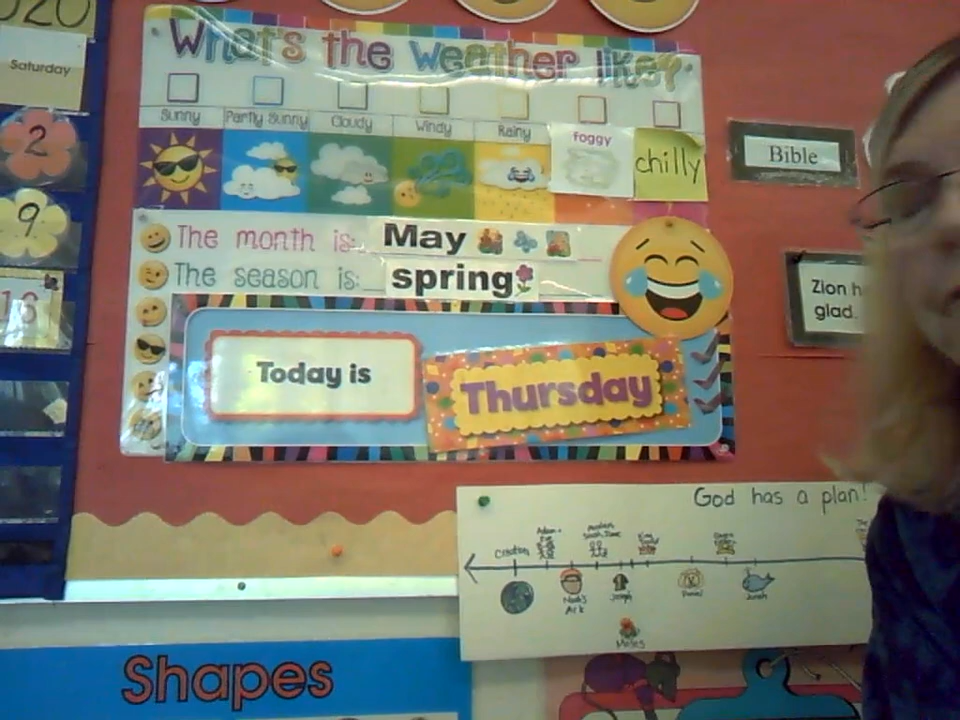 020
Saturday
2
9
16
What's the weather like?
Sunny Partly Sunny Cloudy Windy Rainy foggy chilly
The month is: May
The season is: spring
Today is Thursday
Bible
Zion h
glad.
God has a plan!
Creation
Noah's
Ark
Joseph
Moses
Daniel
Jonah
Shapes